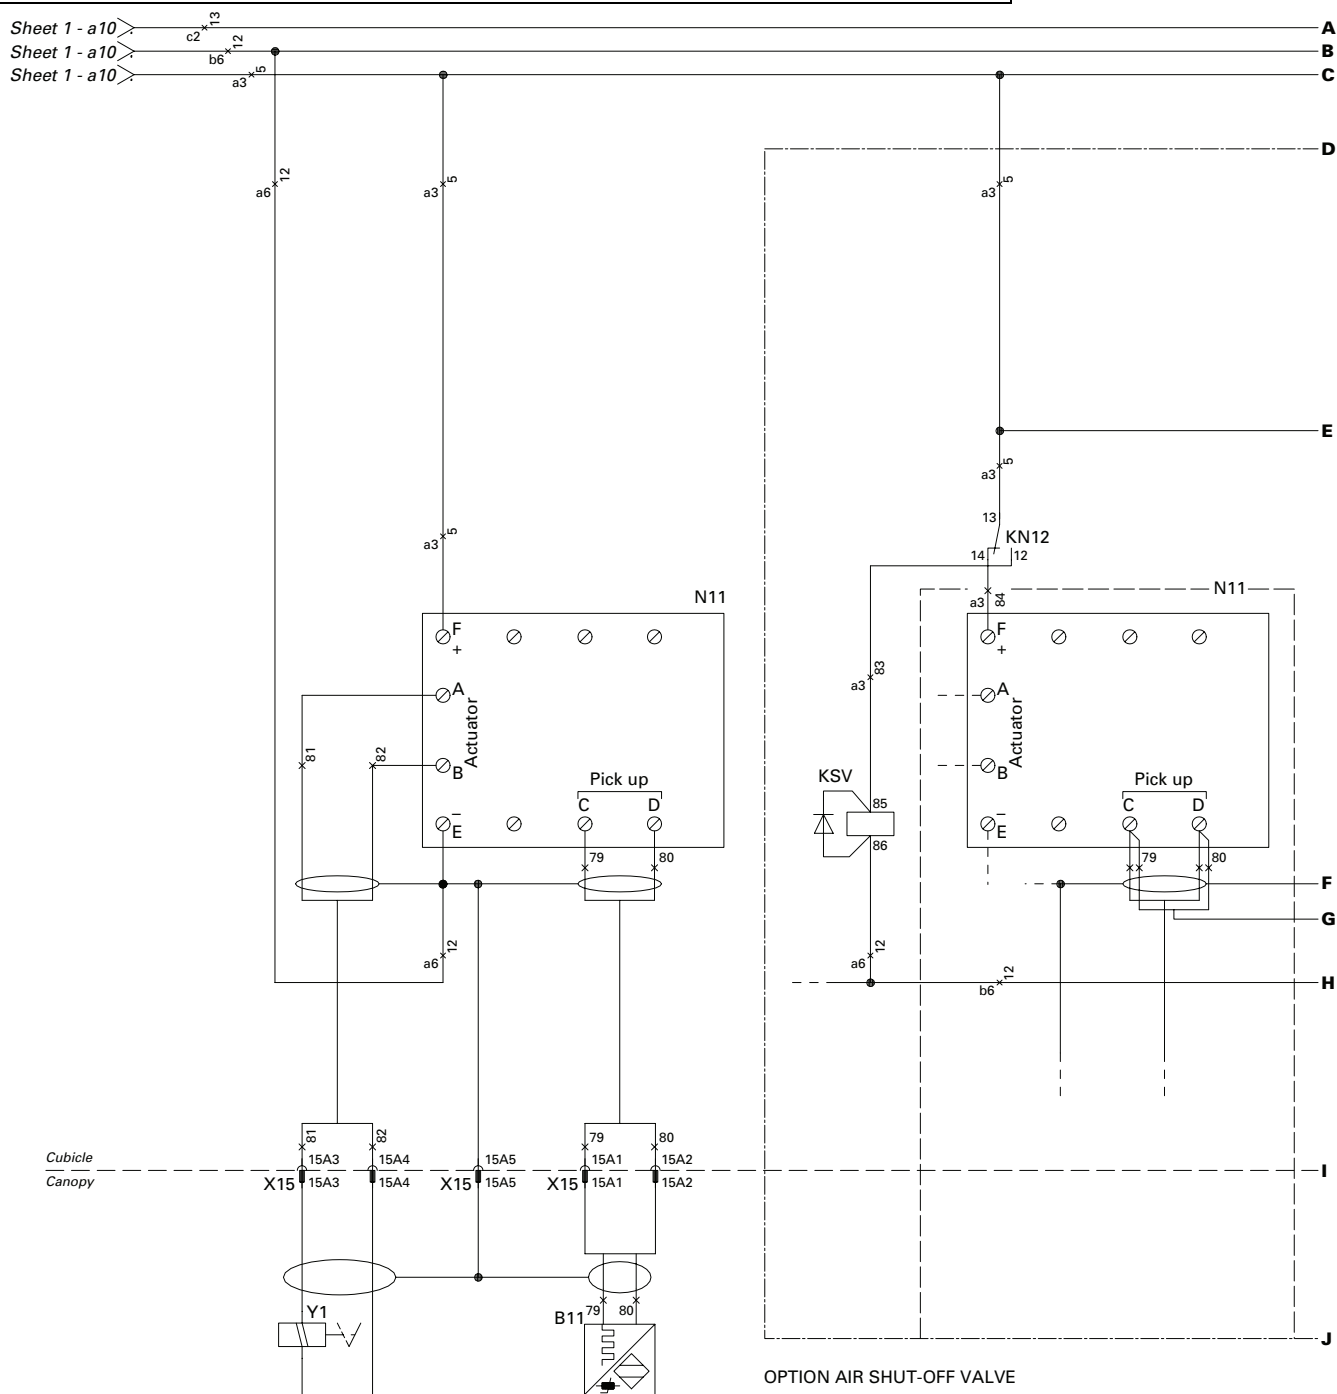 Sheet 1 - a10 c2 13 A
Sheet 1 - a10 b6 12 B
Sheet 1 - a10 a3 5 C
D
a6 12 a3 5 a3 5
E
a3 5
13
KN12
a3 5 14 12
N11 a3 84 N11
F F
+ +
a3 83
A A
Actuator Actuator
81 82
B B
Pick up KSV Pick up
C D 85 C D
– –
E E
86
79 80 79 80
F
G
a6 12 a6 12
b6 12 H
81 82 79 80
Cubicle 15A3 15A4 15A5 15A1 15A2
I
Canopy X15 15A3 15A4 X15 15A5 X15 15A1 15A2
Y1 B11 79 80
J
OPTION AIR SHUT-OFF VALVE